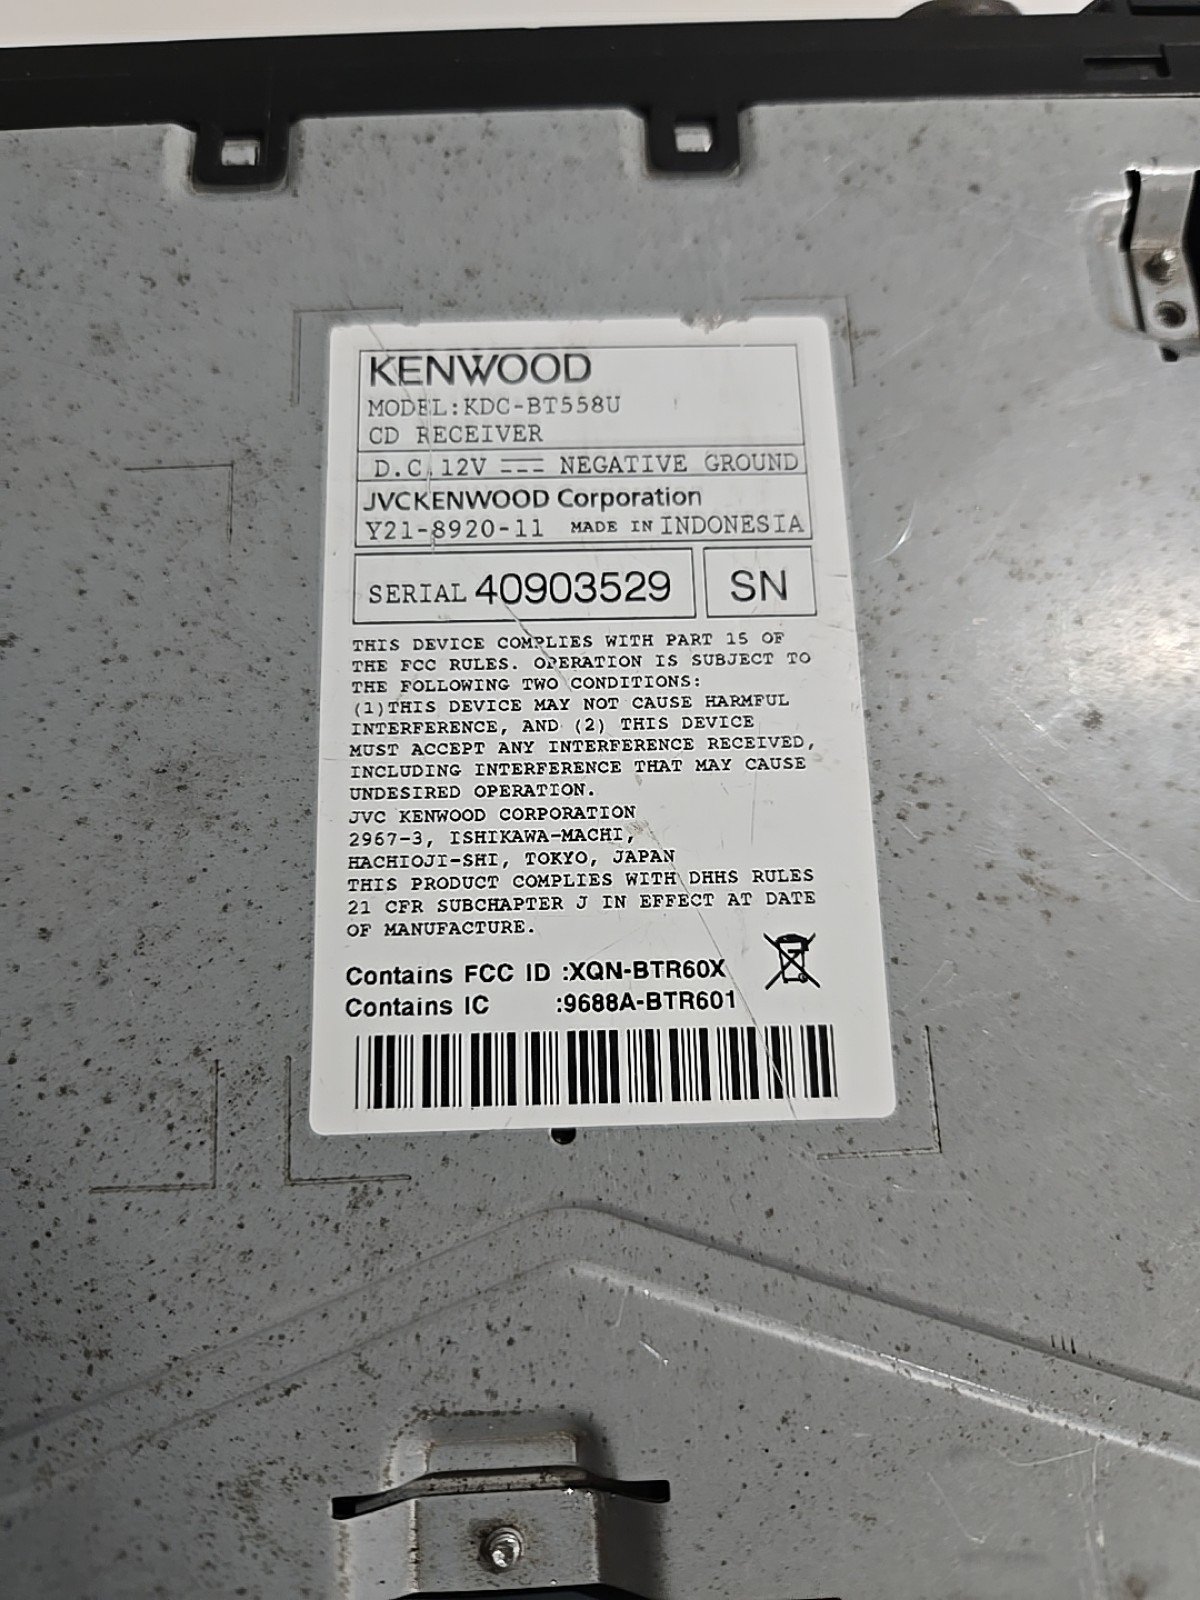 KENWOOD
MODEL:KDC-BT558U
CD RECEIVER
D.C.12V NEGATIVE GROUND
JVCKENWOOD Corporation
Y21-8920-11 MADE IN INDONESIA
SERIAL 40903529 SN
THIS DEVICE COMPLIES WITH PART 15 OF
THE FCC RULES. OPERATION IS SUBJECT TO
THE FOLLOWING TWO CONDITIONS:
(1)THIS DEVICE MAY NOT CAUSE HARMFUL
INTERFERENCE, AND (2) THIS DEVICE
MUST ACCEPT ANY INTERFERENCE RECEIVED,
INCLUDING INTERFERENCE THAT MAY CAUSE
UNDESIRED OPERATION.
JVC KENWOOD CORPORATION
2967-3, ISHIKAWA-MACHI,
HACHIOJI-SHI, TOKYO, JAPAN
THIS PRODUCT COMPLIES WITH DHHS RULES
21 CFR SUBCHAPTER J IN EFFECT AT DATE
OF MANUFACTURE.
Contains FCC ID :XQN-BTR60X
Contains IC :9688A-BTR601